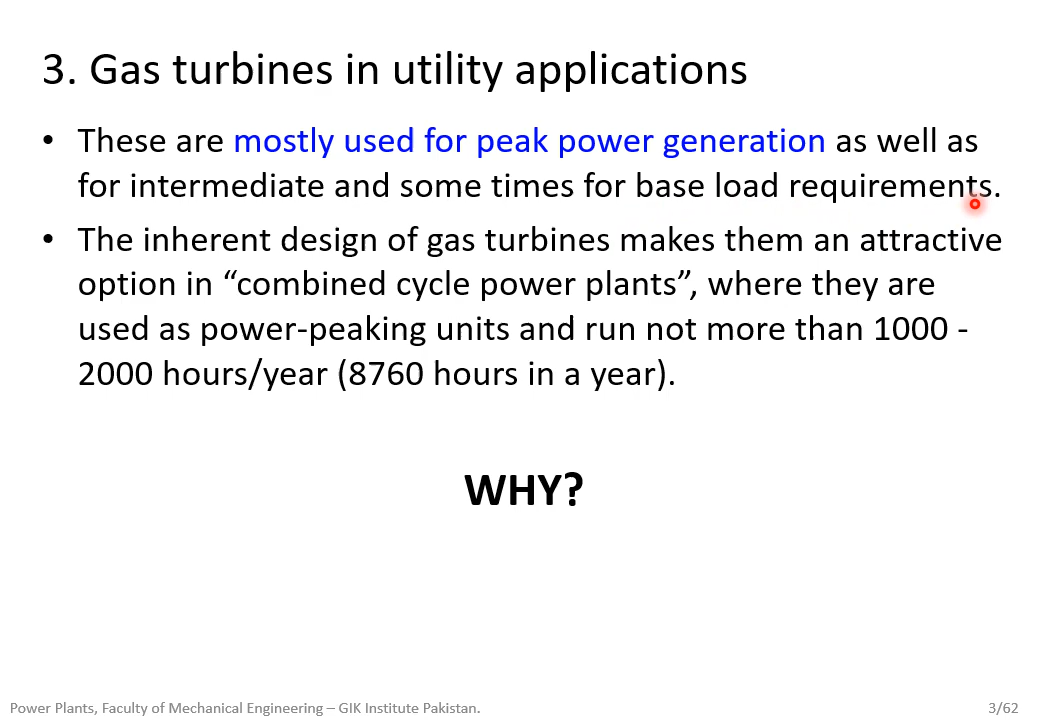 3. Gas turbines in utility applications
• These are mostly used for peak power generation as well as
for intermediate and some times for base load requirements.
• The inherent design of gas turbines makes them an attractive
option in “combined cycle power plants”, where they are
used as power-peaking units and run not more than 1000 -
2000 hours/year (8760 hours in a year).
WHY?
Power Plants, Faculty of Mechanical Engineering – GIK Institute Pakistan.
3/62